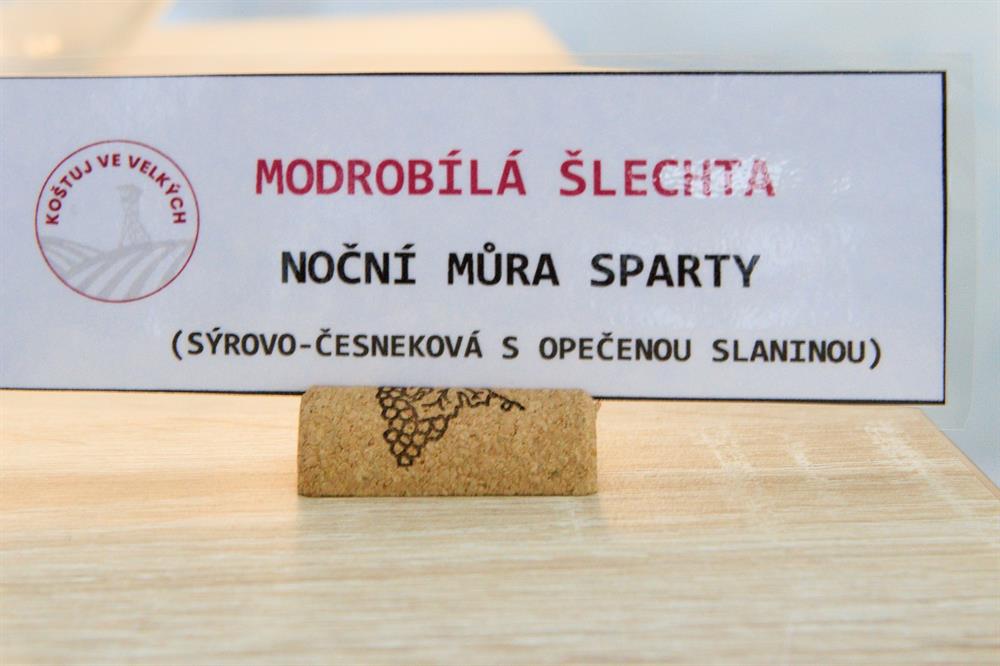 KOŠTUJ VE VELKÝCH
MODROBÍLÁ ŠLECHTA
NOČNÍ MŮRA SPARTY
(SÝROVO-ČESNEKOVÁ S OPEČENOU SLANINOU)